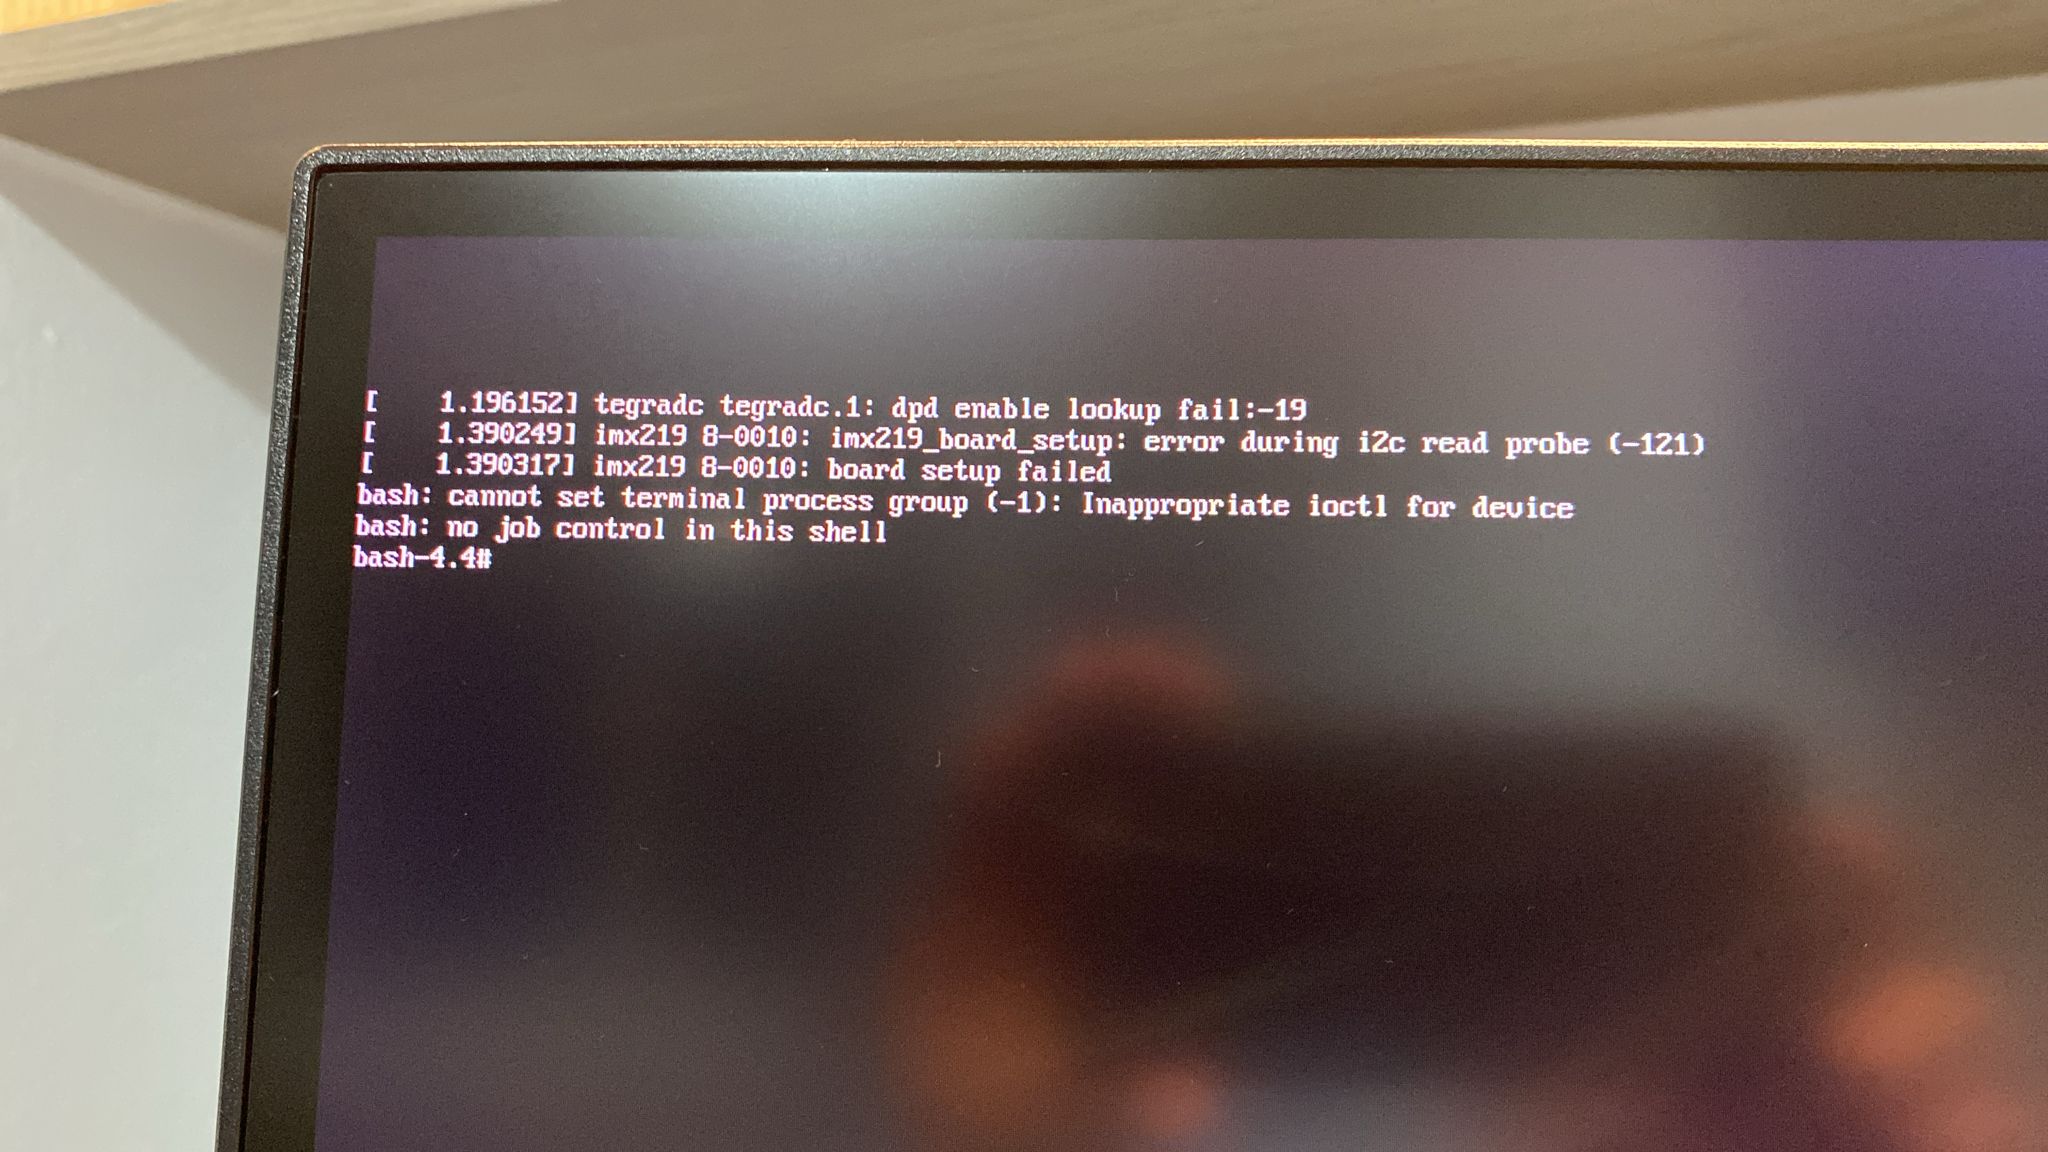 [    1.196152] tegradc tegradc.1: dpd enable lookup fail:-19
[    1.390249] imx219 8-0010: imx219_board_setup: error during i2c read probe (-121)
[    1.390317] imx219 8-0010: board setup failed
bash: cannot set terminal process group (-1): Inappropriate ioctl for device
bash: no job control in this shell
bash-4.4#